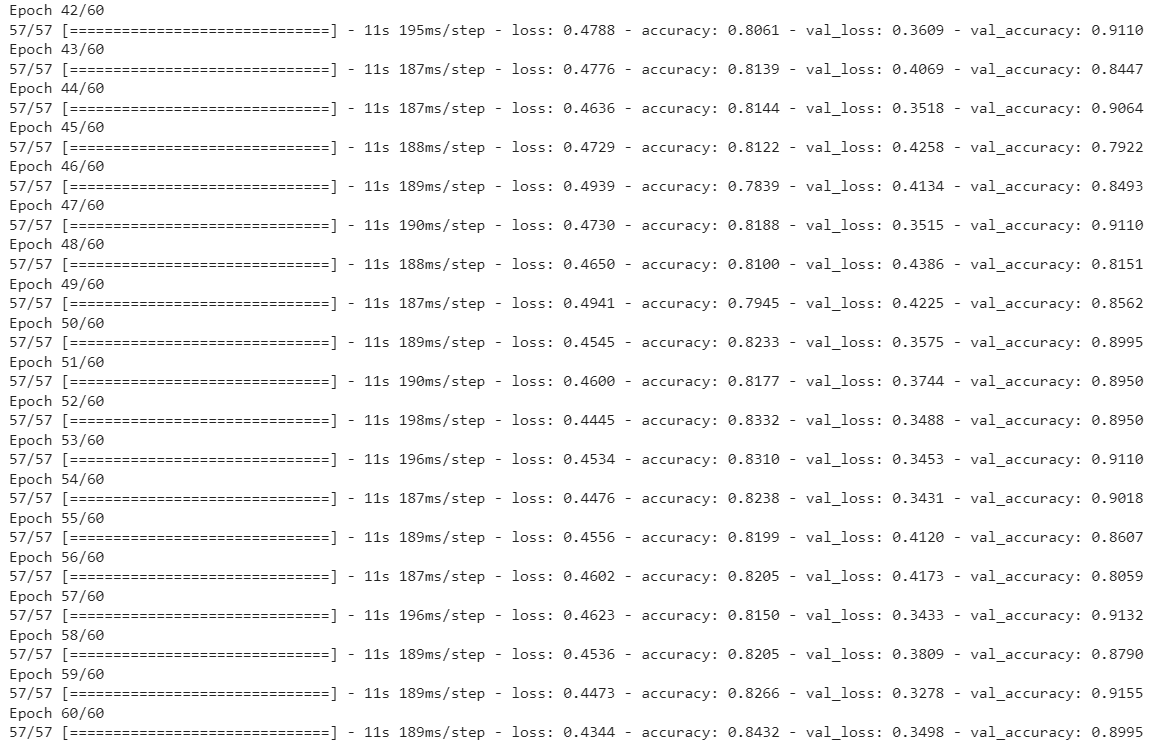 Epoch 42/60
57/57 [==============================] - 11s 195ms/step - loss: 0.4788 - accuracy: 0.8061 - val_loss: 0.3609 - val_accuracy: 0.9110
Epoch 43/60
57/57 [==============================] - 11s 187ms/step - loss: 0.4776 - accuracy: 0.8139 - val_loss: 0.4069 - val_accuracy: 0.8447
Epoch 44/60
57/57 [==============================] - 11s 187ms/step - loss: 0.4636 - accuracy: 0.8144 - val_loss: 0.3518 - val_accuracy: 0.9064
Epoch 45/60
57/57 [==============================] - 11s 188ms/step - loss: 0.4729 - accuracy: 0.8122 - val_loss: 0.4258 - val_accuracy: 0.7922
Epoch 46/60
57/57 [==============================] - 11s 189ms/step - loss: 0.4939 - accuracy: 0.7839 - val_loss: 0.4134 - val_accuracy: 0.8493
Epoch 47/60
57/57 [==============================] - 11s 190ms/step - loss: 0.4730 - accuracy: 0.8188 - val_loss: 0.3515 - val_accuracy: 0.9110
Epoch 48/60
57/57 [==============================] - 11s 188ms/step - loss: 0.4650 - accuracy: 0.8100 - val_loss: 0.4386 - val_accuracy: 0.8151
Epoch 49/60
57/57 [==============================] - 11s 187ms/step - loss: 0.4941 - accuracy: 0.7945 - val_loss: 0.4225 - val_accuracy: 0.8562
Epoch 50/60
57/57 [==============================] - 11s 189ms/step - loss: 0.4545 - accuracy: 0.8233 - val_loss: 0.3575 - val_accuracy: 0.8995
Epoch 51/60
57/57 [==============================] - 11s 190ms/step - loss: 0.4600 - accuracy: 0.8177 - val_loss: 0.3744 - val_accuracy: 0.8950
Epoch 52/60
57/57 [==============================] - 11s 198ms/step - loss: 0.4445 - accuracy: 0.8332 - val_loss: 0.3488 - val_accuracy: 0.8950
Epoch 53/60
57/57 [==============================] - 11s 196ms/step - loss: 0.4534 - accuracy: 0.8310 - val_loss: 0.3453 - val_accuracy: 0.9110
Epoch 54/60
57/57 [==============================] - 11s 187ms/step - loss: 0.4476 - accuracy: 0.8238 - val_loss: 0.3431 - val_accuracy: 0.9018
Epoch 55/60
57/57 [==============================] - 11s 189ms/step - loss: 0.4556 - accuracy: 0.8199 - val_loss: 0.4120 - val_accuracy: 0.8607
Epoch 56/60
57/57 [==============================] - 11s 187ms/step - loss: 0.4602 - accuracy: 0.8205 - val_loss: 0.4173 - val_accuracy: 0.8059
Epoch 57/60
57/57 [==============================] - 11s 196ms/step - loss: 0.4623 - accuracy: 0.8150 - val_loss: 0.3433 - val_accuracy: 0.9132
Epoch 58/60
57/57 [==============================] - 11s 189ms/step - loss: 0.4536 - accuracy: 0.8205 - val_loss: 0.3809 - val_accuracy: 0.8790
Epoch 59/60
57/57 [==============================] - 11s 189ms/step - loss: 0.4473 - accuracy: 0.8266 - val_loss: 0.3278 - val_accuracy: 0.9155
Epoch 60/60
57/57 [==============================] - 11s 189ms/step - loss: 0.4344 - accuracy: 0.8432 - val_loss: 0.3498 - val_accuracy: 0.8995